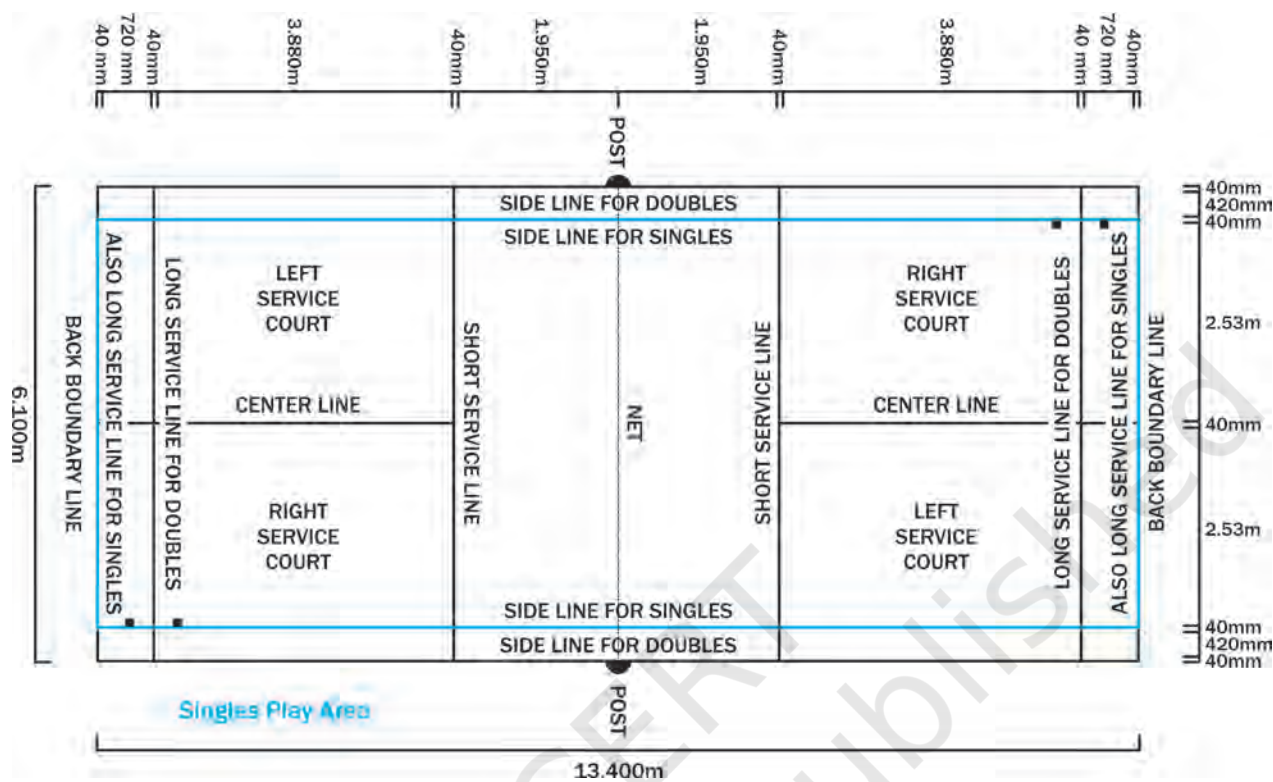 40 mm
720 mm
40mm
3.880m
40mm
1.950m
1.950m
40mm
3.880m
40 mm
720 mm
40mm
POST
SIDE LINE FOR DOUBLES
SIDE LINE FOR SINGLES
40mm
420mm
40mm
6.100m
BACK BOUNDARY LINE
ALSO LONG SERVICE LINE FOR SINGLES
LONG SERVICE LINE FOR DOUBLES
LEFT
SERVICE
COURT
CENTER LINE
RIGHT
SERVICE
COURT
SHORT SERVICE LINE
NET
SHORT SERVICE LINE
RIGHT
SERVICE
COURT
CENTER LINE
LEFT
SERVICE
COURT
LONG SERVICE LINE FOR DOUBLES
ALSO LONG SERVICE LINE FOR SINGLES
BACK BOUNDARY LINE
2.53m
40mm
2.53m
SIDE LINE FOR SINGLES
SIDE LINE FOR DOUBLES
40mm
420mm
40mm
POST
Singles Play Area
13.400m